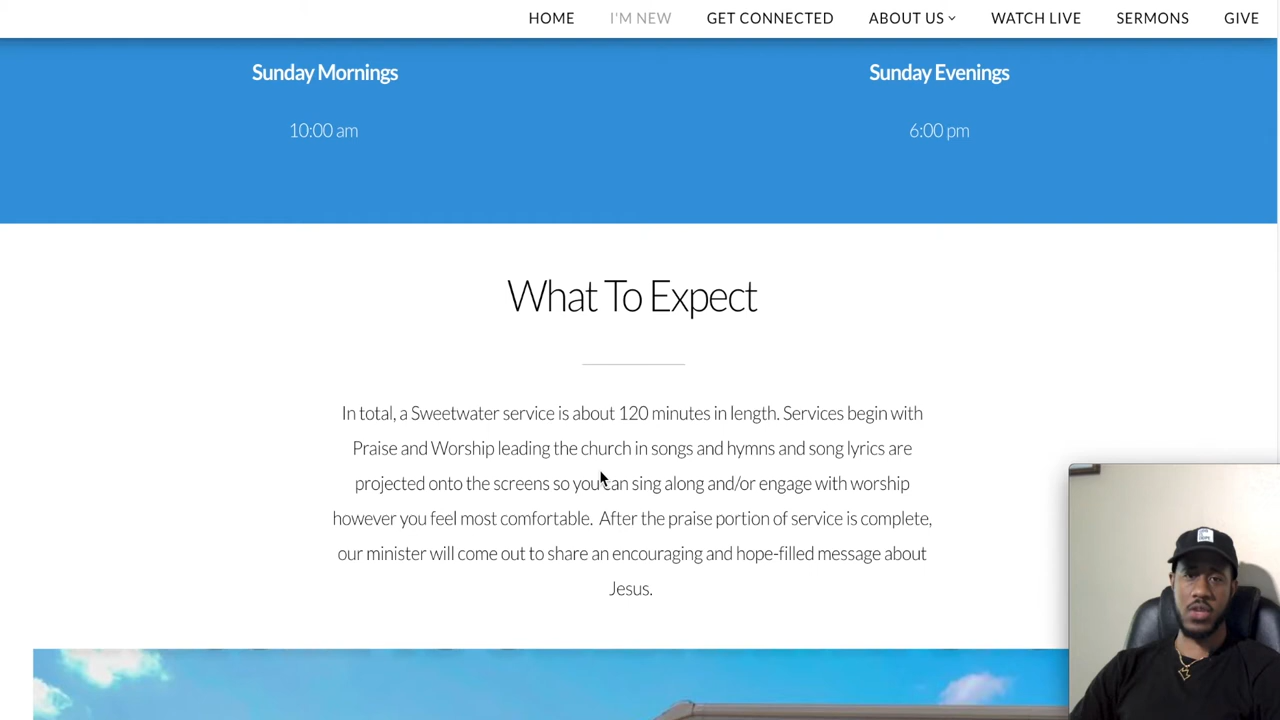 HOME I'M NEW GET CONNECTED ABOUT US WATCH LIVE SERMONS GIVE
Sunday Mornings
10:00 am
Sunday Evenings
6:00 pm
What To Expect
In total, a Sweetwater service is about 120 minutes in length. Services begin with
Praise and Worship leading the church in songs and hymns and song lyrics are
projected onto the screens so you can sing along and/or engage with worship
however you feel most comfortable.  After the praise portion of service is complete,
our minister will come out to share an encouraging and hope-filled message about
Jesus.